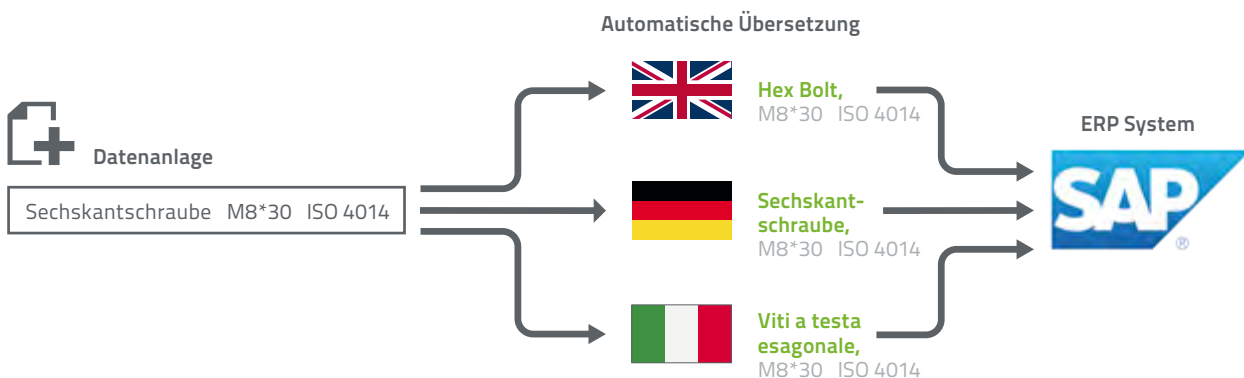 Automatische Übersetzung
Datenanlage
Sechskantschraube M8*30 ISO 4014
Hex Bolt,
M8*30 ISO 4014
Sechskant-
schraube,
M8*30 ISO 4014
Viti a testa
esagonale,
M8*30 ISO 4014
ERP System
SAP
®